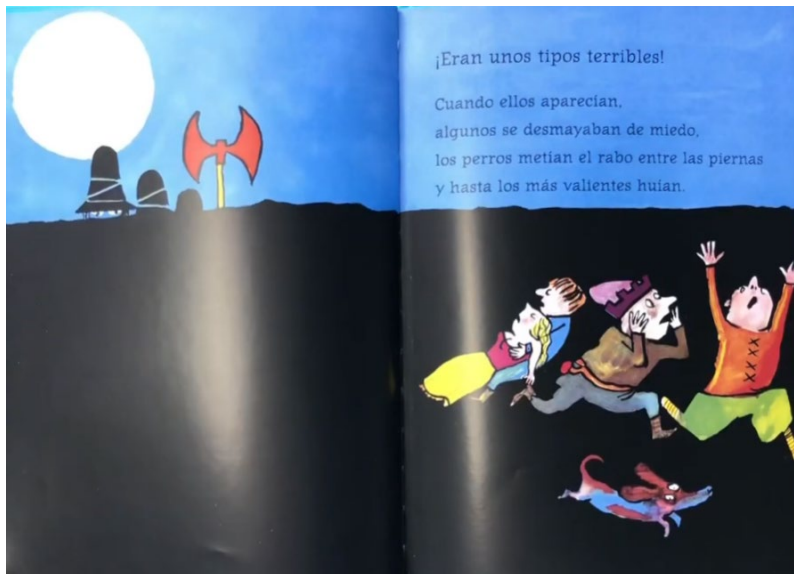 ¡Eran unos tipos terribles!
Cuando ellos aparecían,
algunos se desmayaban de miedo,
los perros metían el rabo entre las piernas
y hasta los más valientes huían.